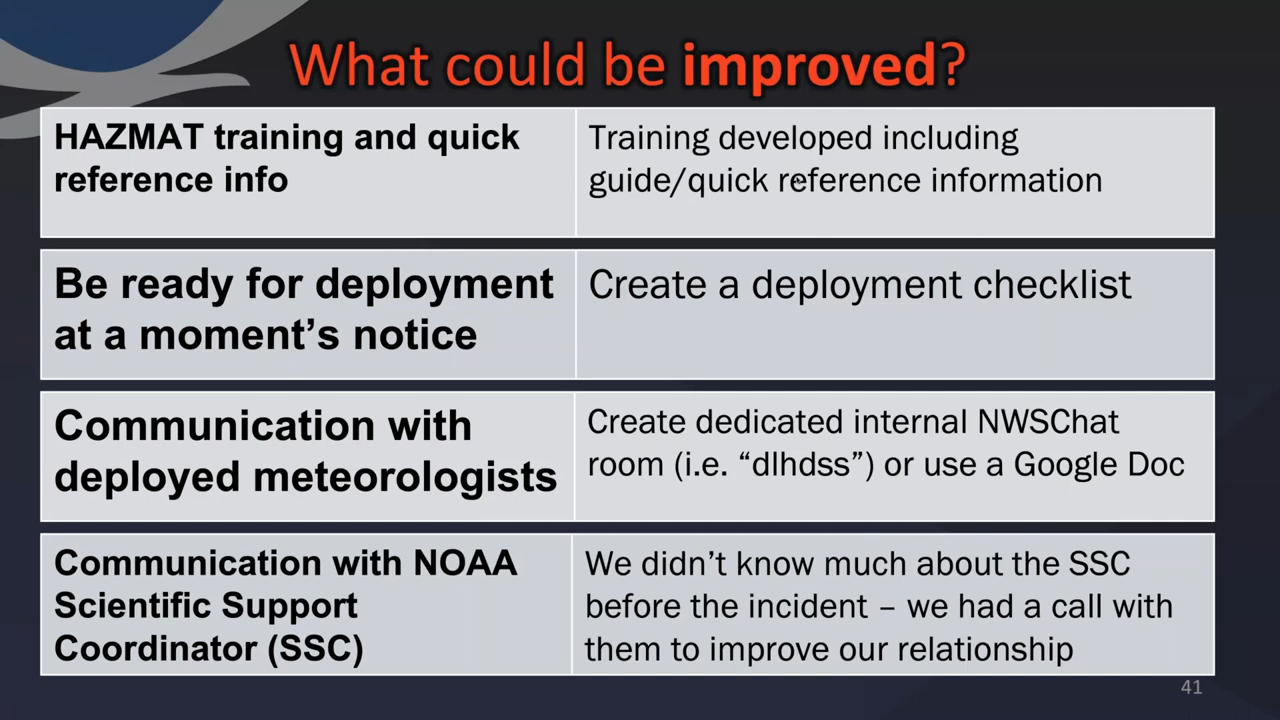 What could be improved?
HAZMAT training and quick
reference info
Training developed including
guide/quick reference information
Be ready for deployment
at a moment’s notice
Create a deployment checklist
Communication with
deployed meteorologists
Create dedicated internal NWSChat
room (i.e. “dlhdss”) or use a Google Doc
Communication with NOAA
Scientific Support
Coordinator (SSC)
We didn’t know much about the SSC
before the incident – we had a call with
them to improve our relationship
41